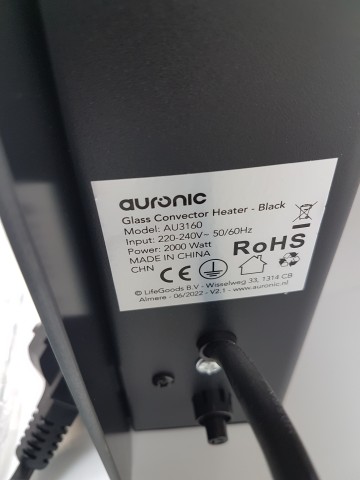 auronic
Glass Convector Heater - Black
Model: AU3160
Input: 220-240V~ 50/60Hz
Power: 2000 Watt
MADE IN CHINA
CHN CE RoHS
© LifeGoods B.V - Wisselweg 33, 1314 CB
Almere - 06/2022 - V2.1 - www.auronic.nl